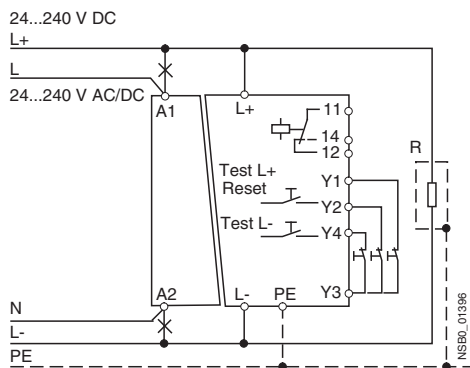 24...240 V DC
L+
L
24...240 V AC/DC
A1
L+
11
14
12
R
Test L+
Reset
Y1
Y2
Test L-
Y4
A2
L-
PE
Y3
N
L-
PE
NSB0_01396